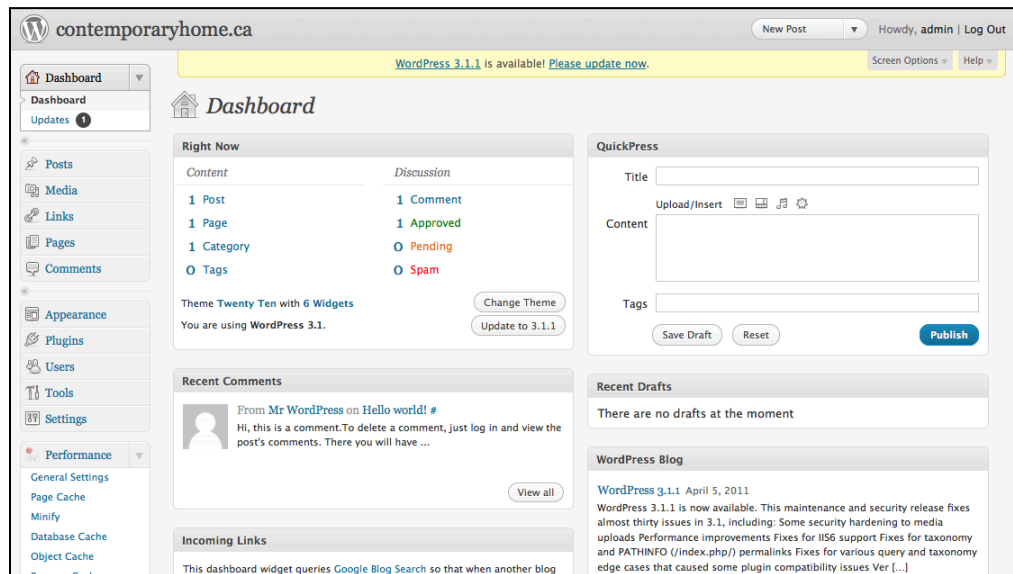 contemporaryhome.ca
New Post
Howdy, admin | Log Out
WordPress 3.1.1 is available! Please update now.
Screen Options
Help
Dashboard
Dashboard
Updates 1
Posts
Media
Links
Pages
Comments
Appearance
Plugins
Users
Tools
Settings
Performance
General Settings
Page Cache
Minify
Database Cache
Object Cache
Dashboard
Right Now
Content
Discussion
1 Post
1 Comment
1 Page
1 Approved
1 Category
0 Pending
0 Tags
0 Spam
Theme Twenty Ten with 6 Widgets
Change Theme
You are using WordPress 3.1.
Update to 3.1.1
Recent Comments
From Mr WordPress on Hello world! #
Hi, this is a comment.To delete a comment, just log in and view the
post's comments. There you will have ...
View all
Incoming Links
This dashboard widget queries Google Blog Search so that when another blog
QuickPress
Title
Upload/Insert
Content
Tags
Save Draft
Reset
Publish
Recent Drafts
There are no drafts at the moment
WordPress Blog
WordPress 3.1.1 April 5, 2011
WordPress 3.1.1 is now available. This maintenance and security release fixes
almost thirty issues in 3.1, including: Some security hardening to media
uploads Performance improvements Fixes for IIS6 support Fixes for taxonomy
and PATHINFO (/index.php/) permalinks Fixes for various query and taxonomy
edge cases that caused some plugin compatibility issues Ver [...]